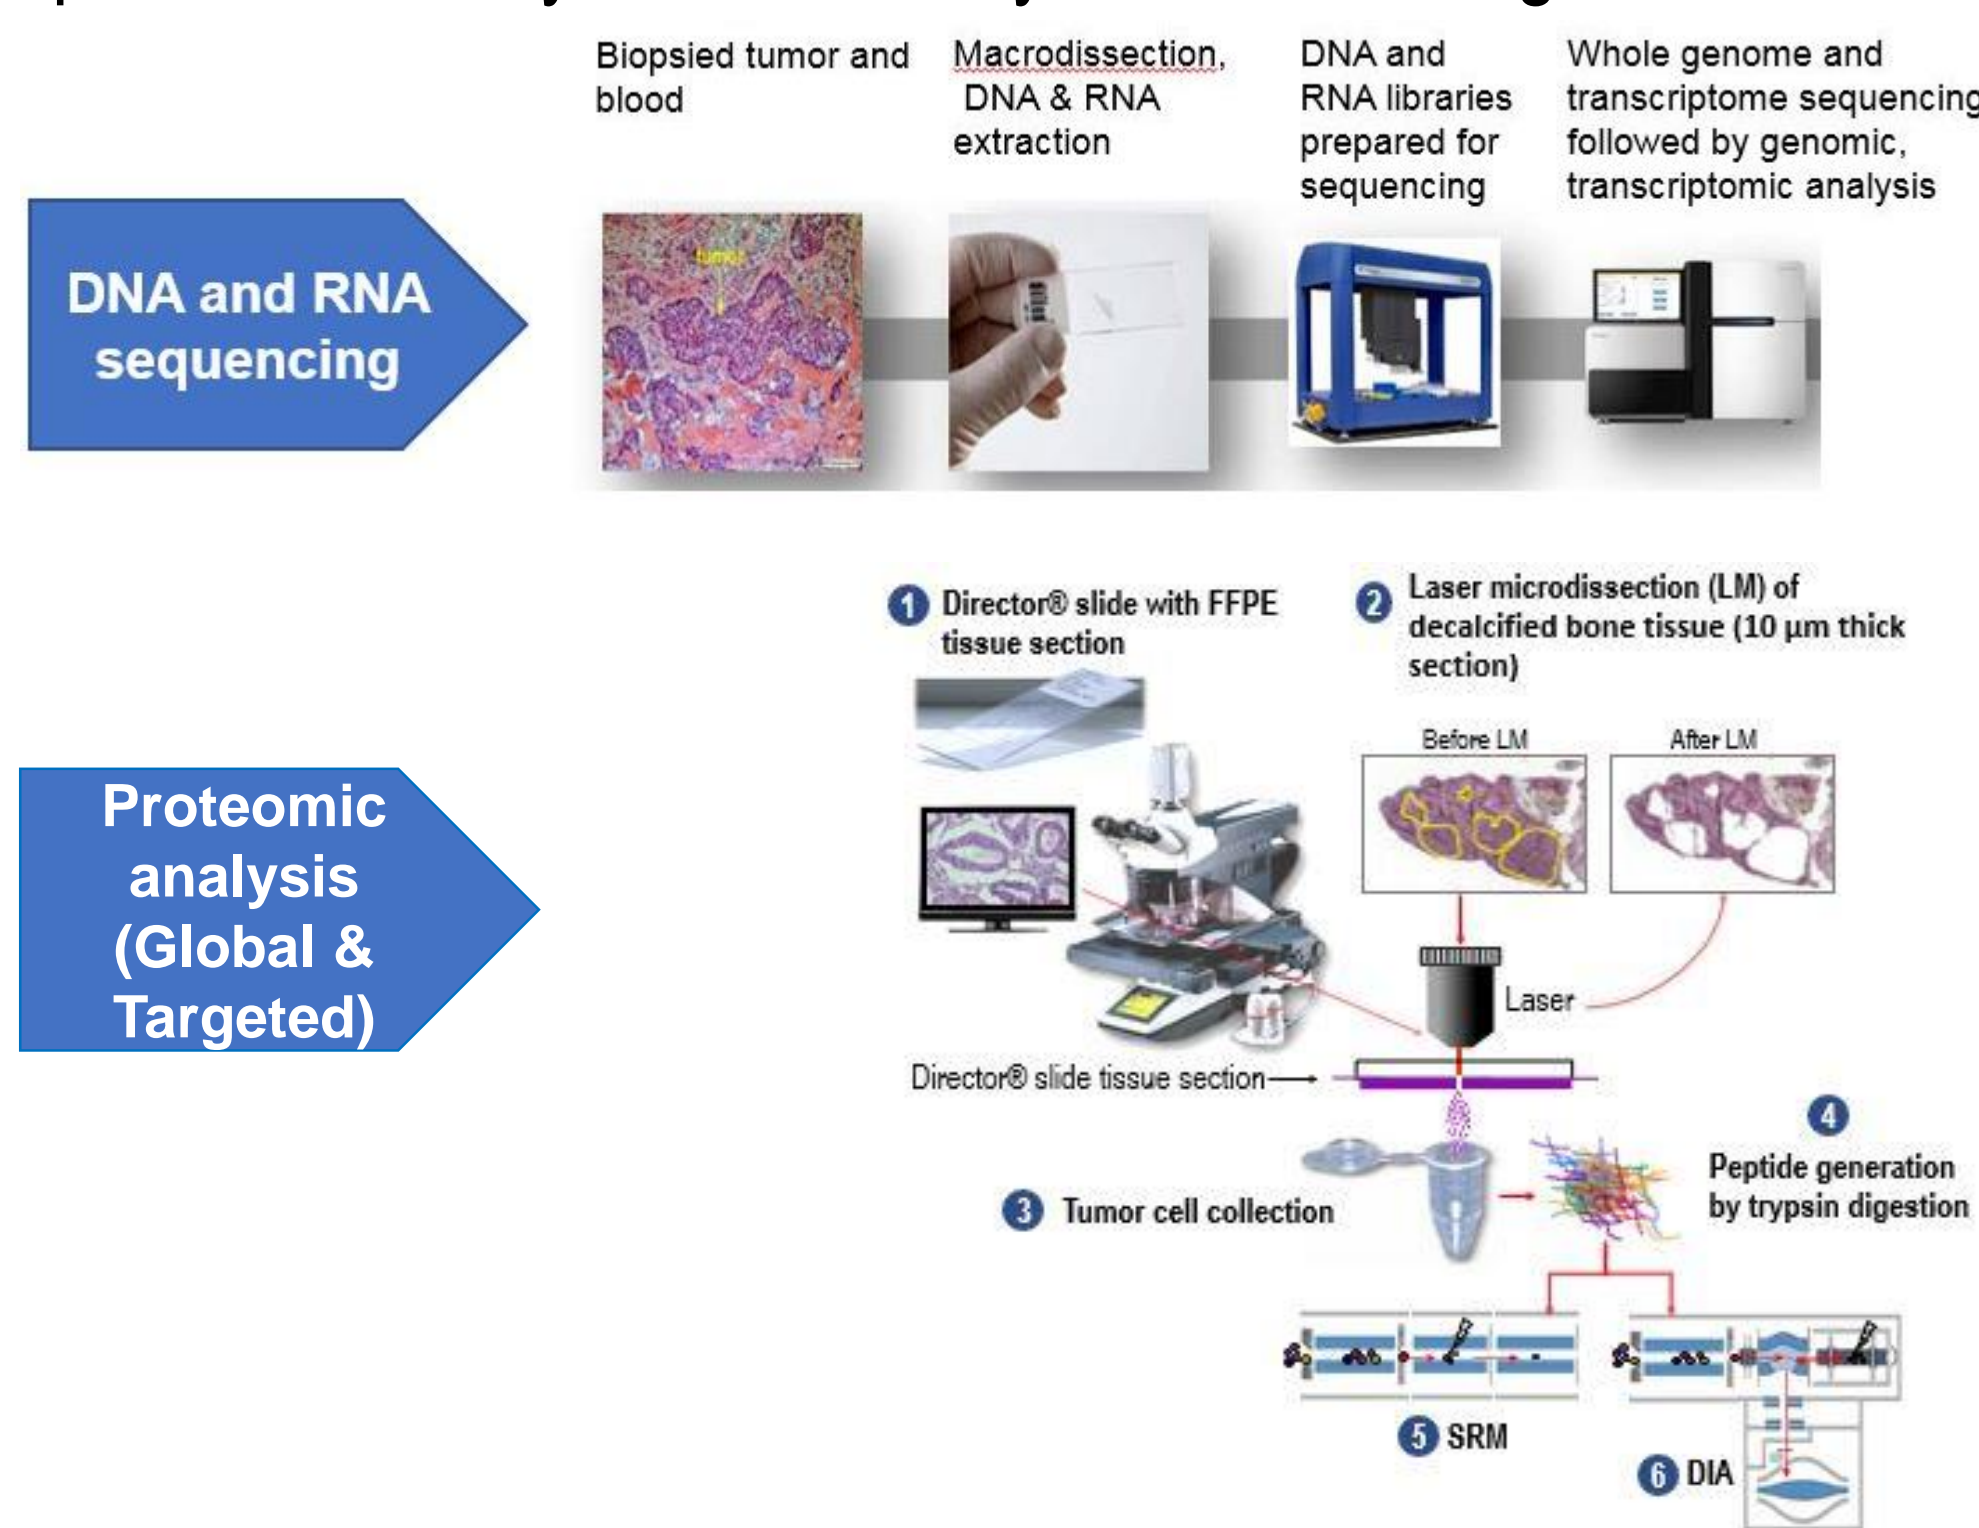 Biopsied tumor and
blood
Macrodissection,
DNA & RNA
extraction
DNA and
RNA libraries
prepared for
sequencing
Whole genome and
transcriptome sequencing
followed by genomic,
transcriptomic analysis
DNA and RNA
sequencing
tumor
1 Director® slide with FFPE
tissue section
2 Laser microdissection (LM) of
decalcified bone tissue (10 µm thick
section)
Before LM
After LM
Proteomic
analysis
(Global &
Targeted)
Laser
Director® slide tissue section
3 Tumor cell collection
4
Peptide generation
by trypsin digestion
5 SRM
6 DIA